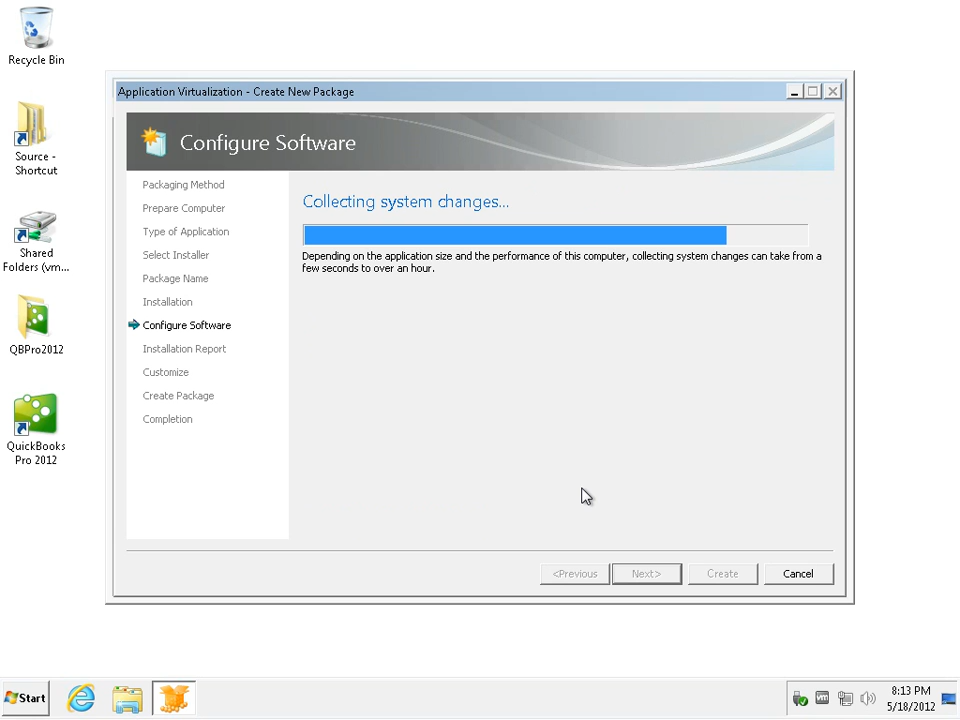 Recycle Bin
Source -
Shortcut
Shared
Folders (vm...
QBPro2012
QuickBooks
Pro 2012
Application Virtualization - Create New Package
Configure Software
Packaging Method
Prepare Computer
Type of Application
Select Installer
Package Name
Installation
Configure Software
Installation Report
Customize
Create Package
Completion
Collecting system changes...
Depending on the application size and the performance of this computer, collecting system changes can take from a
few seconds to over an hour.
<Previous
Next>
Create
Cancel
Start
8:13 PM
5/18/2012